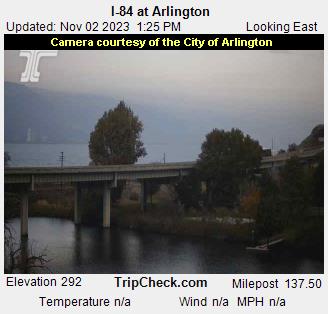 I-84 at Arlington
Updated: Nov 02 2023 1:25 PM Looking East
Camera courtesy of the City of Arlington
Elevation 292 TripCheck.com Milepost 137.50
Temperature n/a Wind n/a MPH n/a